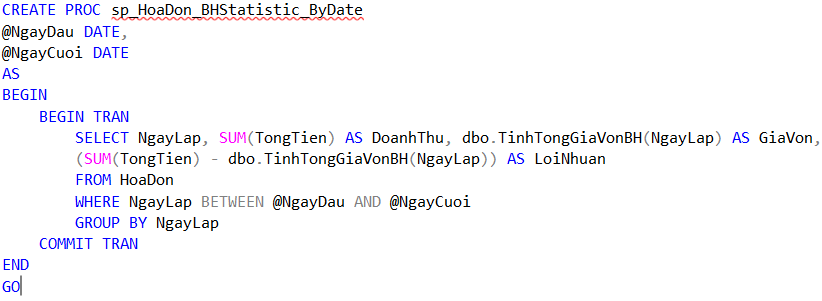 CREATE PROC sp_HoaDon_BHStatistic_ByDate
@NgayDau DATE,
@NgayCuoi DATE
AS
BEGIN
    BEGIN TRAN
        SELECT NgayLap, SUM(TongTien) AS DoanhThu, dbo.TinhTongGiaVonBH(NgayLap) AS GiaVon,
        (SUM(TongTien) - dbo.TinhTongGiaVonBH(NgayLap)) AS LoiNhuan
        FROM HoaDon
        WHERE NgayLap BETWEEN @NgayDau AND @NgayCuoi
        GROUP BY NgayLap
    COMMIT TRAN
END
GO